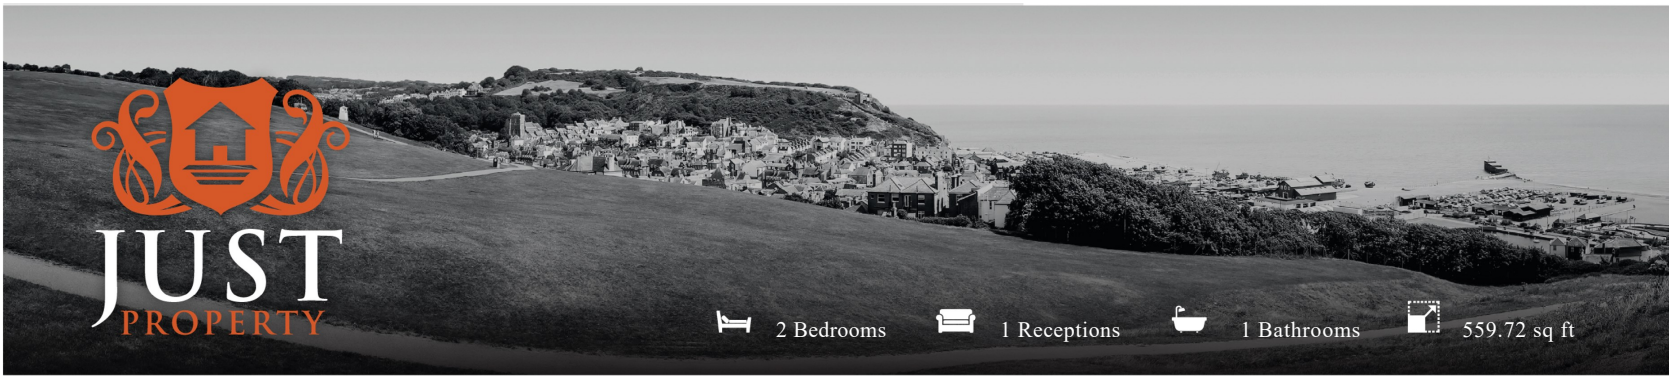 JUST
PROPERTY
2 Bedrooms
1 Receptions
1 Bathrooms
559.72 sq ft